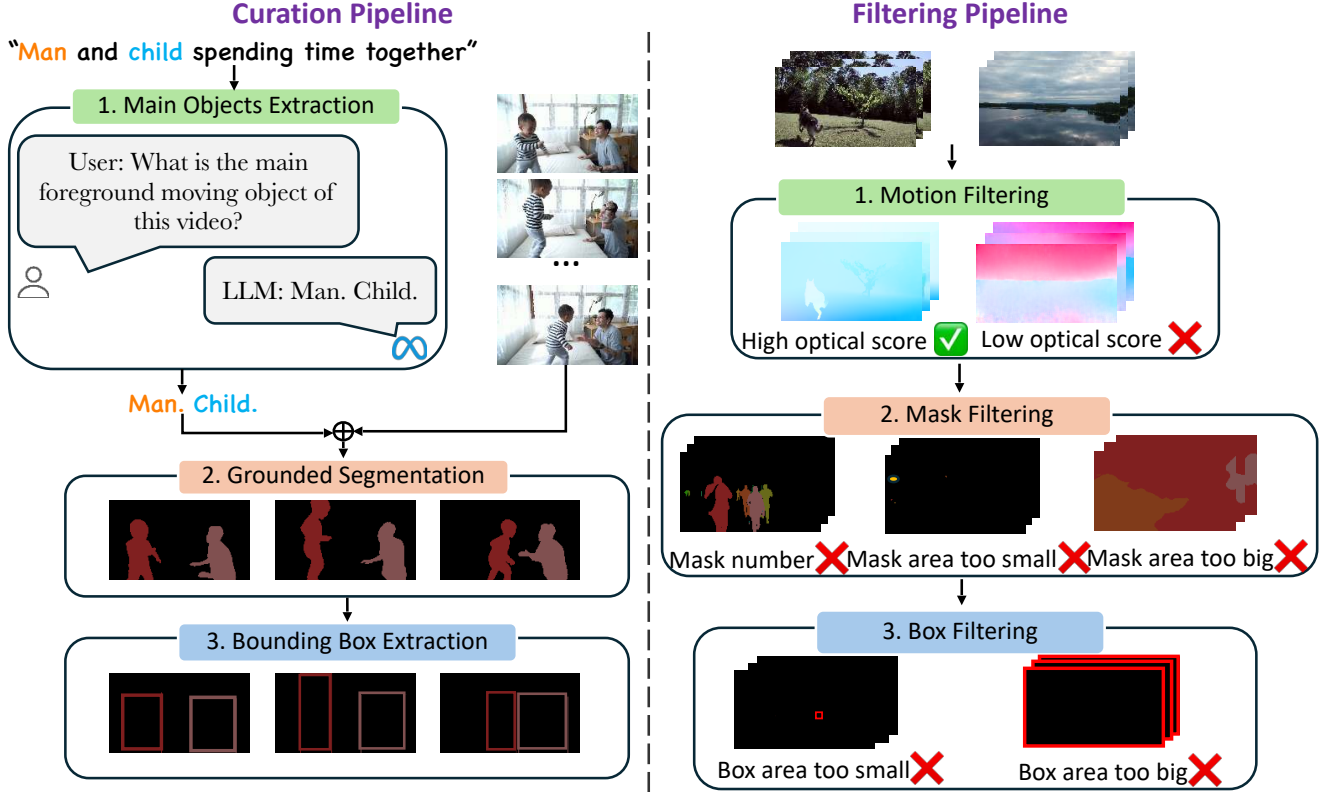 Curation Pipeline
"Man and child spending time together"
1. Main Objects Extraction
User: What is the
main
foreground moving object of
this video?
LLM: Man. Child.
...
Man. Child.
2. Grounded Segmentation
3. Bounding Box Extraction
Filtering Pipeline
1. Motion Filtering
High optical score
Low optical score
2. Mask Filtering
Mask number
Mask area too small
Mask area too big
3. Box Filtering
Box area too small
Box area too big